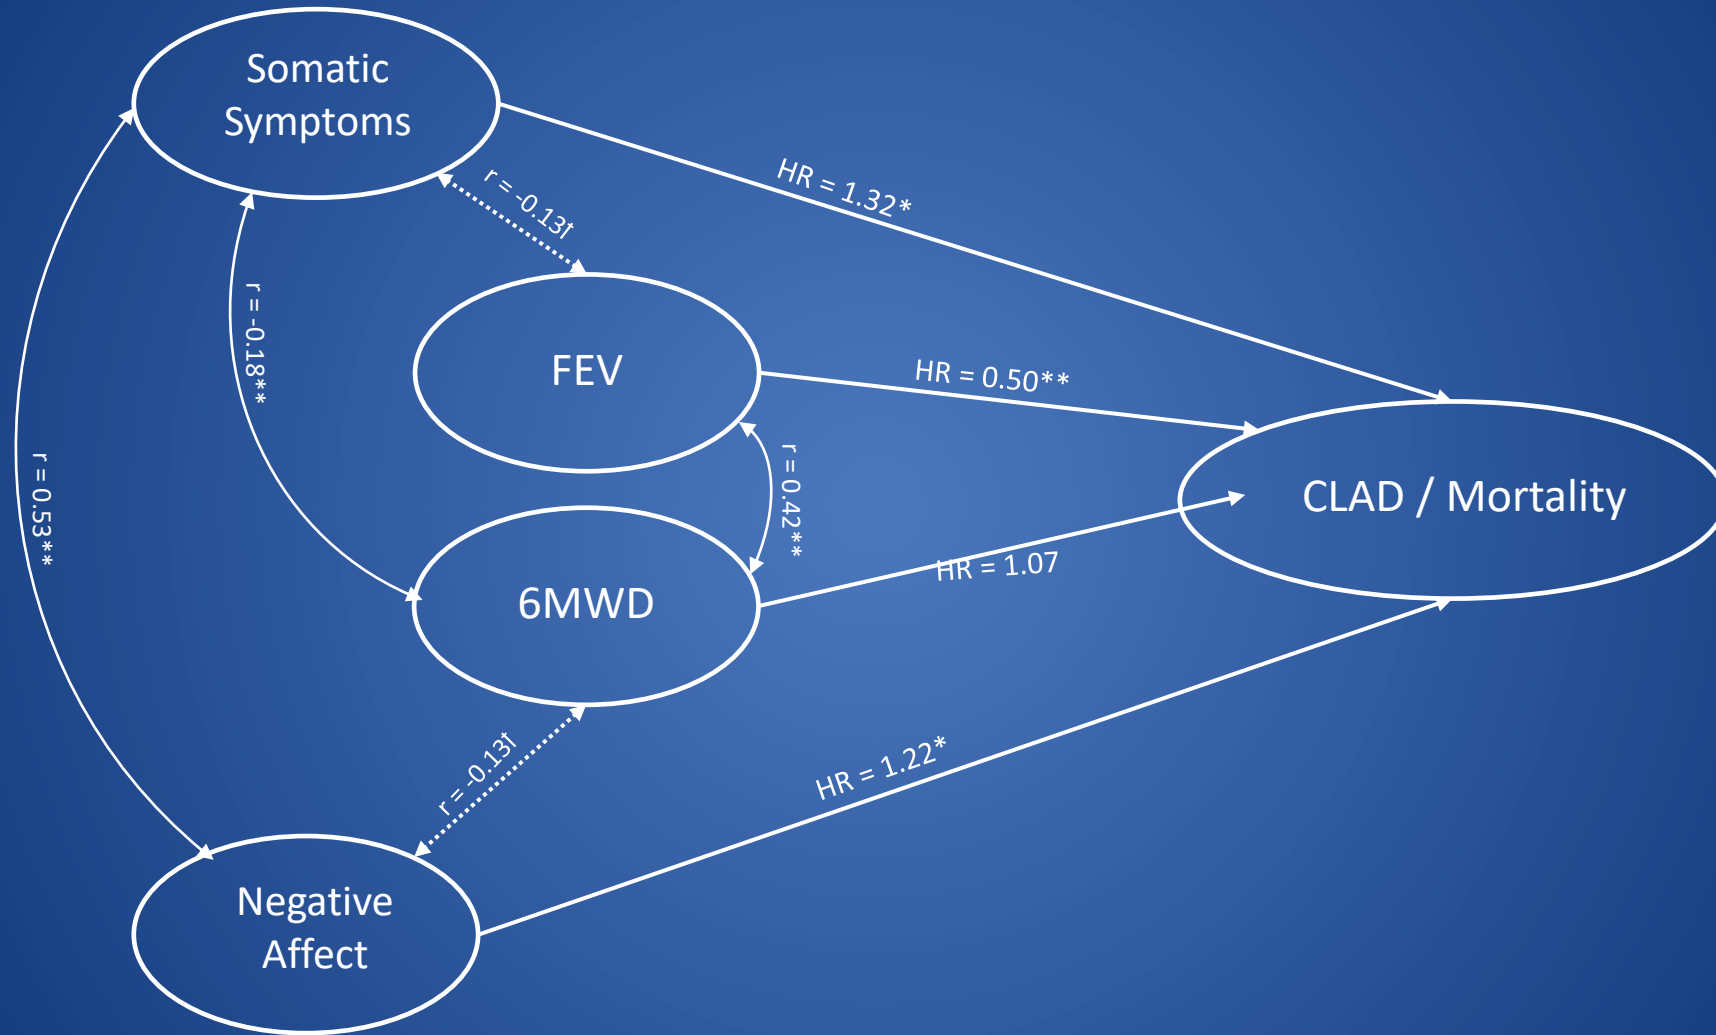 Somatic
Symptoms
HR = 1.32*
r = -0.13†
r = -0.18**
FEV
HR = 0.50**
r = 0.53**
r = 0.42**
CLAD / Mortality
HR = 1.07
6MWD
r = -0.13†
HR = 1.22*
Negative
Affect